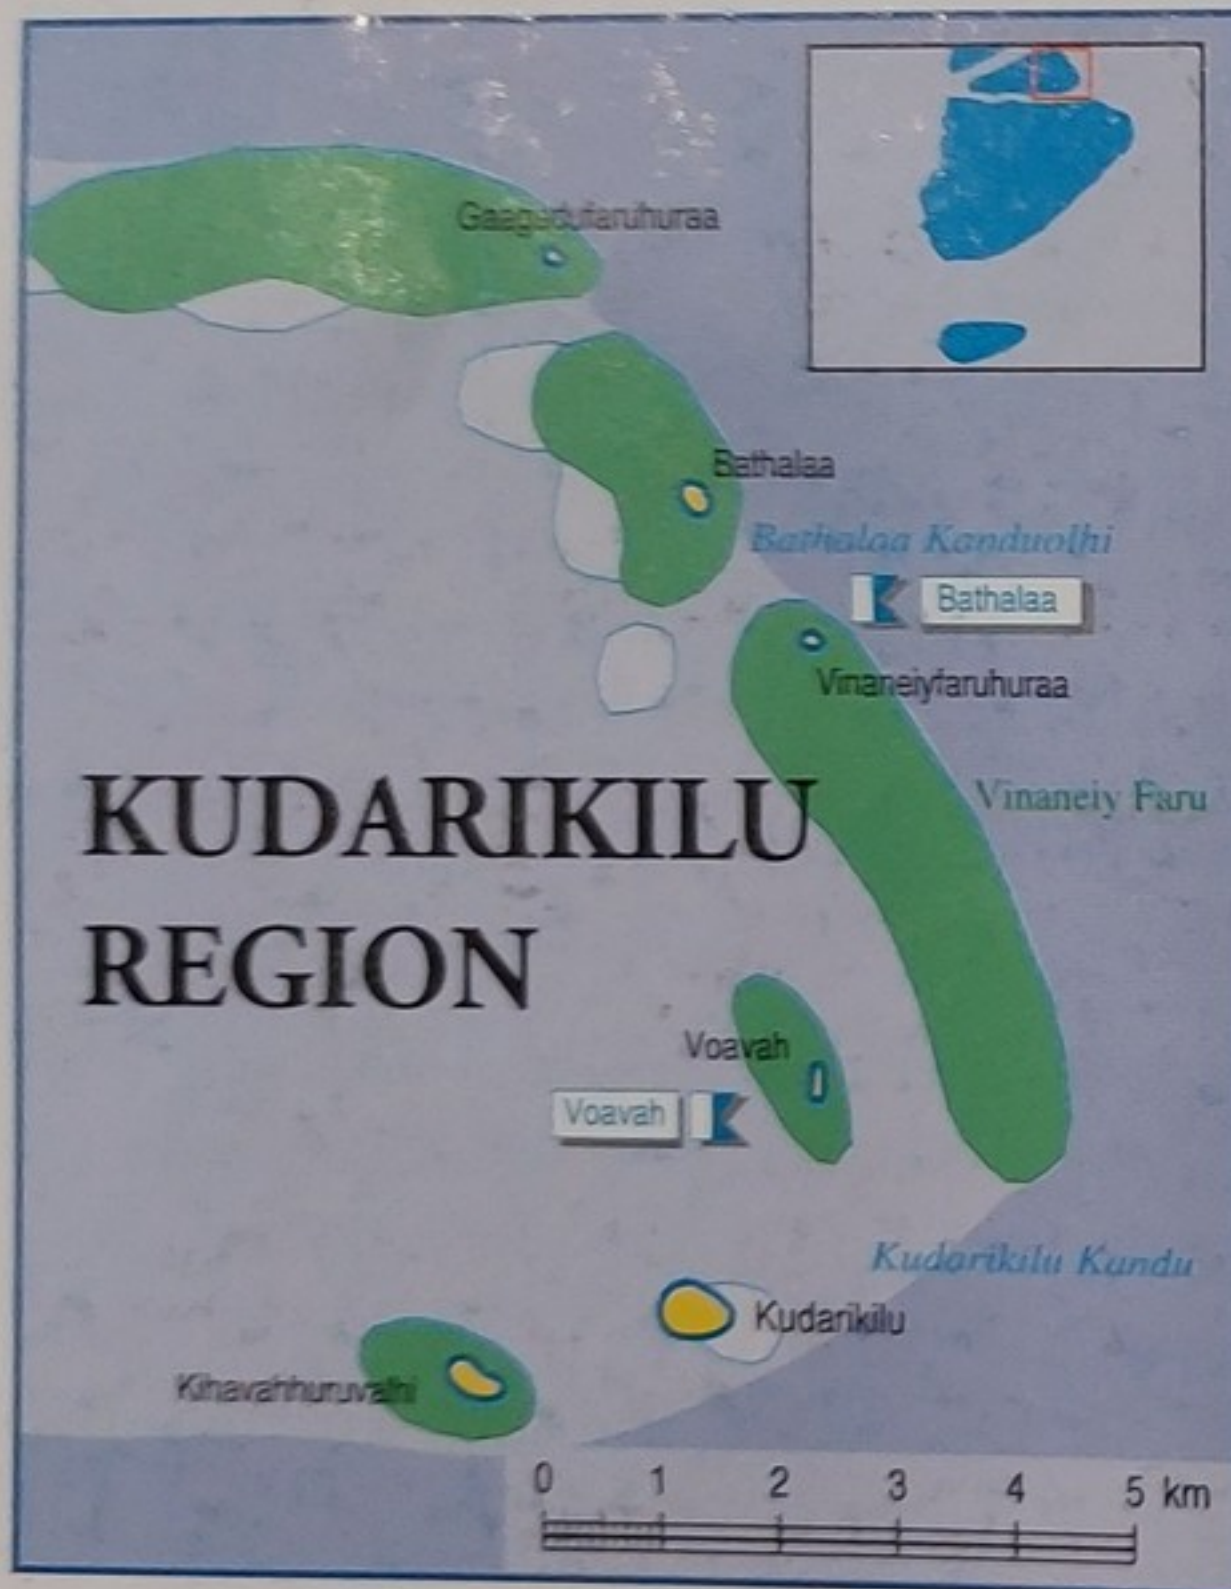 Gaagadufaruhuraa
Bathalaa
Bathalaa Kanduolhi
Bathalaa
Vinaneiyfaruhuraa
KUDARIKILU
Vinaneiy Faru
REGION
Voavah
Voavah
Kudarikilu Kandu
Kudarikilu
Kihavahhuruvalhi
0 1 2 3 4 5 km